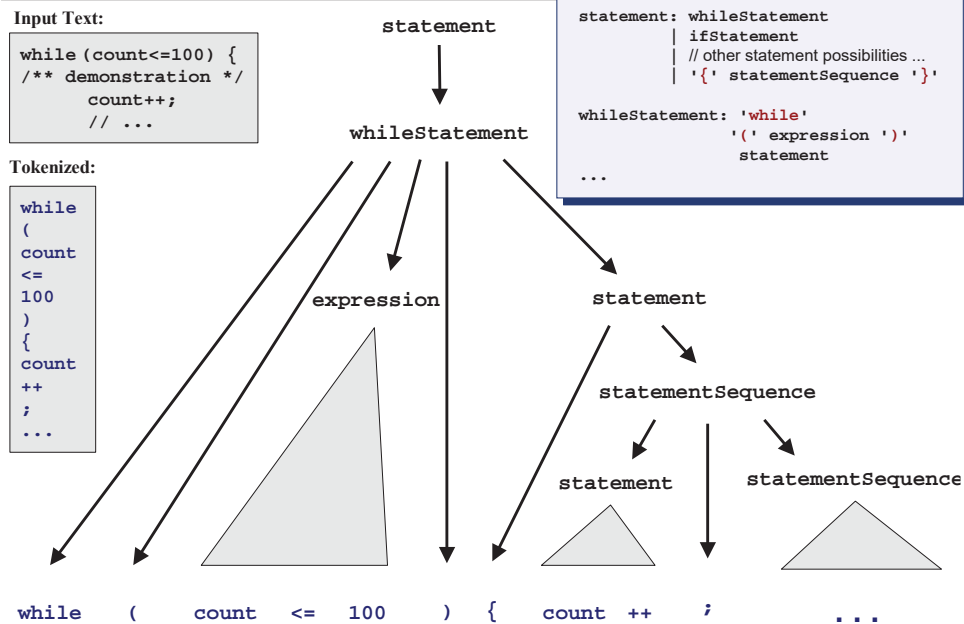 Input Text:
while (count<=100) {
/** demonstration */
count++;
// ...
Tokenized:
while
(
count
<=
100
)
{
count
++
;
...
statement
whileStatement
expression
statement
statementSequence
statement
statementSequence
while ( count <= 100 ) { count ++ ; ...
statement: whileStatement
| ifStatement
| // other statement possibilities ...
| '{' statementSequence '}'
whileStatement: 'while'
'(' expression ')'
statement
...